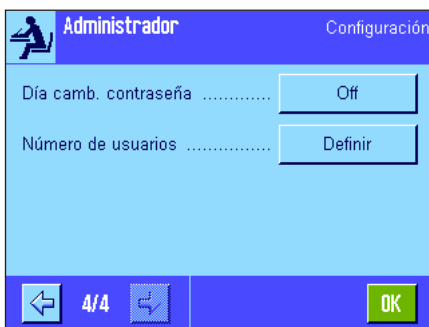 Administrador Configuración
Día camb. contraseña ............ Off
Número de usuarios ................ Definir
4/4 OK